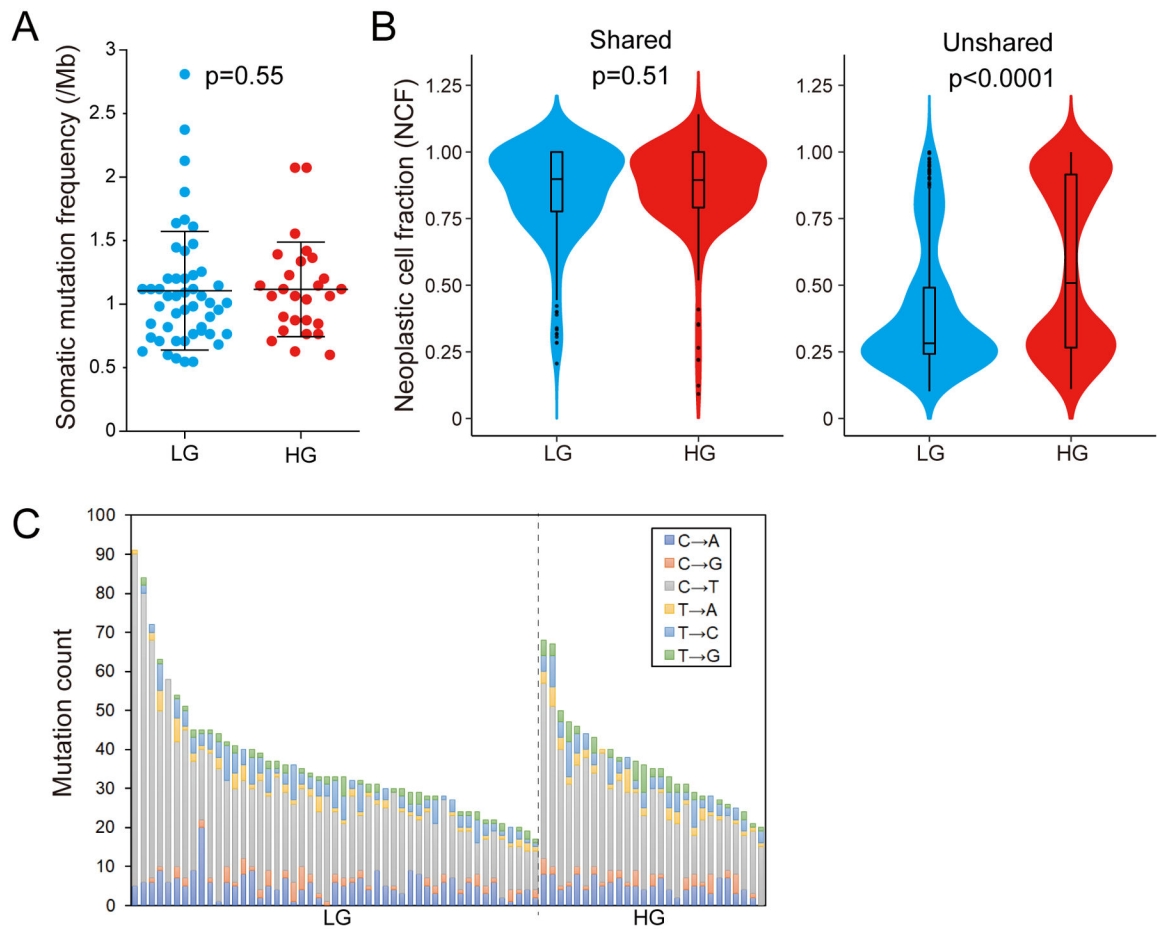 A
Somatic mutation frequency (/Mb)
3
2.5
2
1.5
1
0.5
0
p=0.55
LG
HG
B
Neoplastic cell fraction (NCF)
Shared
p=0.51
1.25
1.00
0.75
0.50
0.25
0
LG
HG
Unshared
p<0.0001
1.25
1.00
0.75
0.50
0.25
0
LG
HG
C
Mutation count
100
90
80
70
60
50
40
30
20
10
0
C→A
C→G
C→T
T→A
T→C
T→G
LG
HG